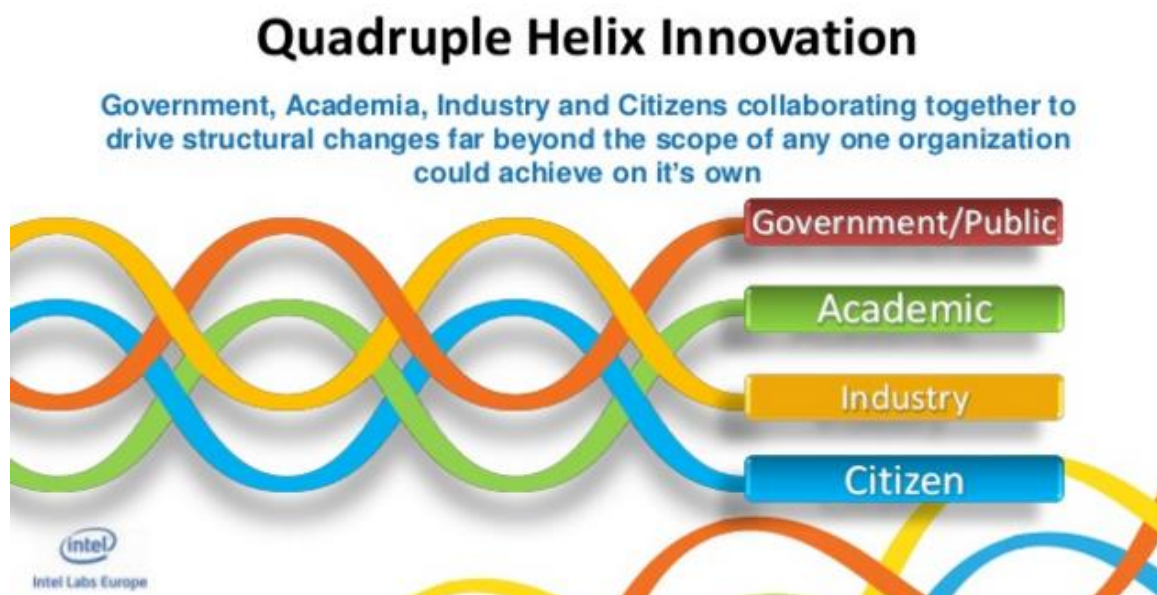 Quadruple Helix Innovation
Government, Academia, Industry and Citizens collaborating together to
drive structural changes far beyond the scope of any one organization
could achieve on it's own
Government/Public
Academic
Industry
Citizen
intel
Intel Labs Europe